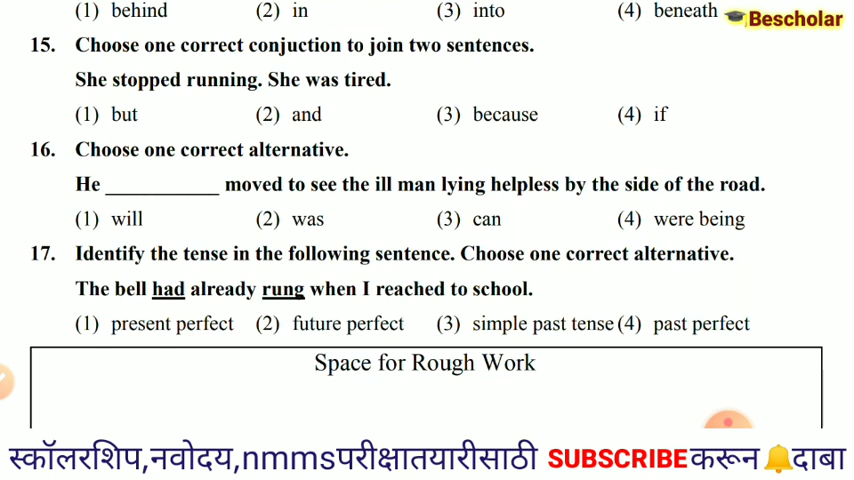 (1) behind (2) in (3) into (4) beneath Bescholar
15. Choose one correct conjuction to join two sentences.
She stopped running. She was tired.
(1) but (2) and (3) because (4) if
16. Choose one correct alternative.
He __________ moved to see the ill man lying helpless by the side of the road.
(1) will (2) was (3) can (4) were being
17. Identify the tense in the following sentence. Choose one correct alternative.
The bell had already rung when I reached to school.
(1) present perfect (2) future perfect (3) simple past tense (4) past perfect
Space for Rough Work
स्कॉलरशिप,नवोदय,nmmsपरीक्षातयारीसाठी SUBSCRIBE करून दाबा